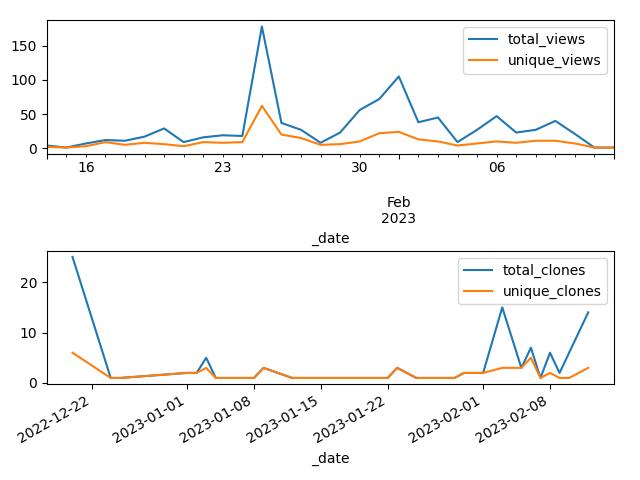 total_views
unique_views
150
100
50
0
16
23
30
06
Feb
2023
_date
total_clones
unique_clones
20
10
0
2022-12-22
2023-01-01
2023-01-08
2023-01-15
2023-01-22
2023-02-01
2023-02-08
_date